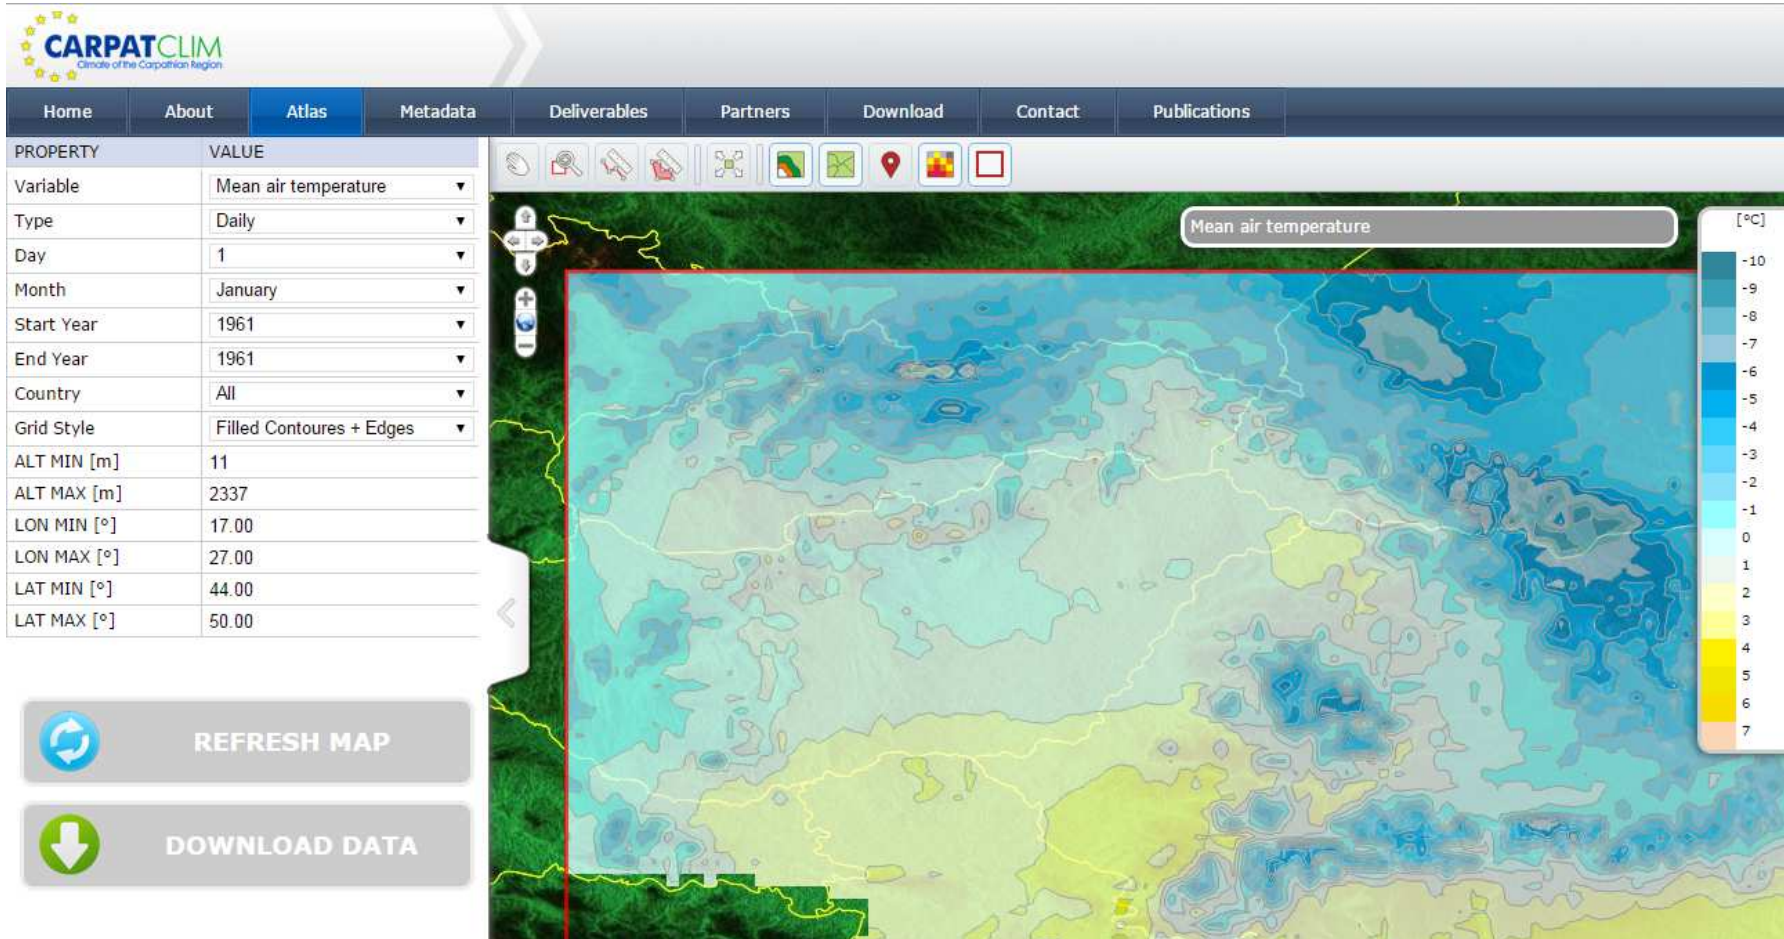 CARPATCLIM
Climate of the Carpathian Region
Home About Atlas Metadata Deliverables Partners Download Contact Publications
PROPERTY VALUE
Variable Mean air temperature
Type Daily
Day 1
Month January
Start Year 1961
End Year 1961
Country All
Grid Style Filled Contoures + Edges
ALT MIN [m] 11
ALT MAX [m] 2337
LON MIN [°] 17.00
LON MAX [°] 27.00
LAT MIN [°] 44.00
LAT MAX [°] 50.00
REFRESH MAP
DOWNLOAD DATA
Mean air temperature
[°C]
-10
-9
-8
-7
-6
-5
-4
-3
-2
-1
0
1
2
3
4
5
6
7